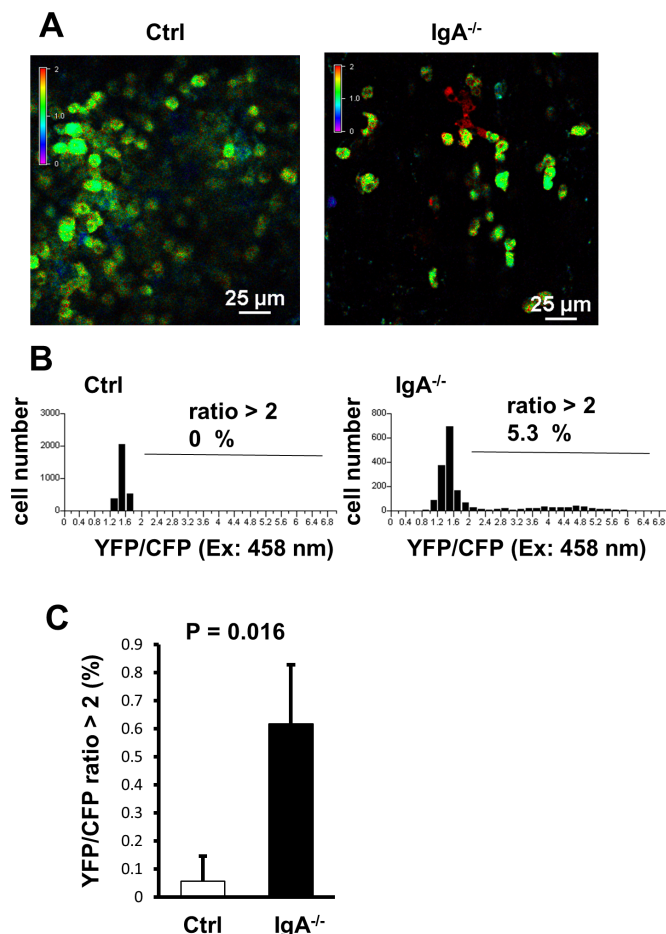 A
Ctrl
IgA-/-
2
1.0
0
2
1.0
0
25 µm
25 µm
B
Ctrl
IgA-/-
ratio > 2
0 %
ratio > 2
5.3 %
cell number
3000
2000
1000
0
cell number
800
600
400
200
0
0 0.4 0.8 1.2 1.6 2 2.4 2.8 3.2 3.6 4 4.4 4.8 5.2 5.6 6 6.4 6.8
0 0.4 0.8 1.2 1.6 2 2.4 2.8 3.2 3.6 4 4.4 4.8 5.2 5.6 6 6.4 6.8
YFP/CFP (Ex: 458 nm)
YFP/CFP (Ex: 458 nm)
C
P = 0.016
YFP/CFP ratio > 2 (%)
0.9
0.8
0.7
0.6
0.5
0.4
0.3
0.2
0.1
0
Ctrl
IgA-/-